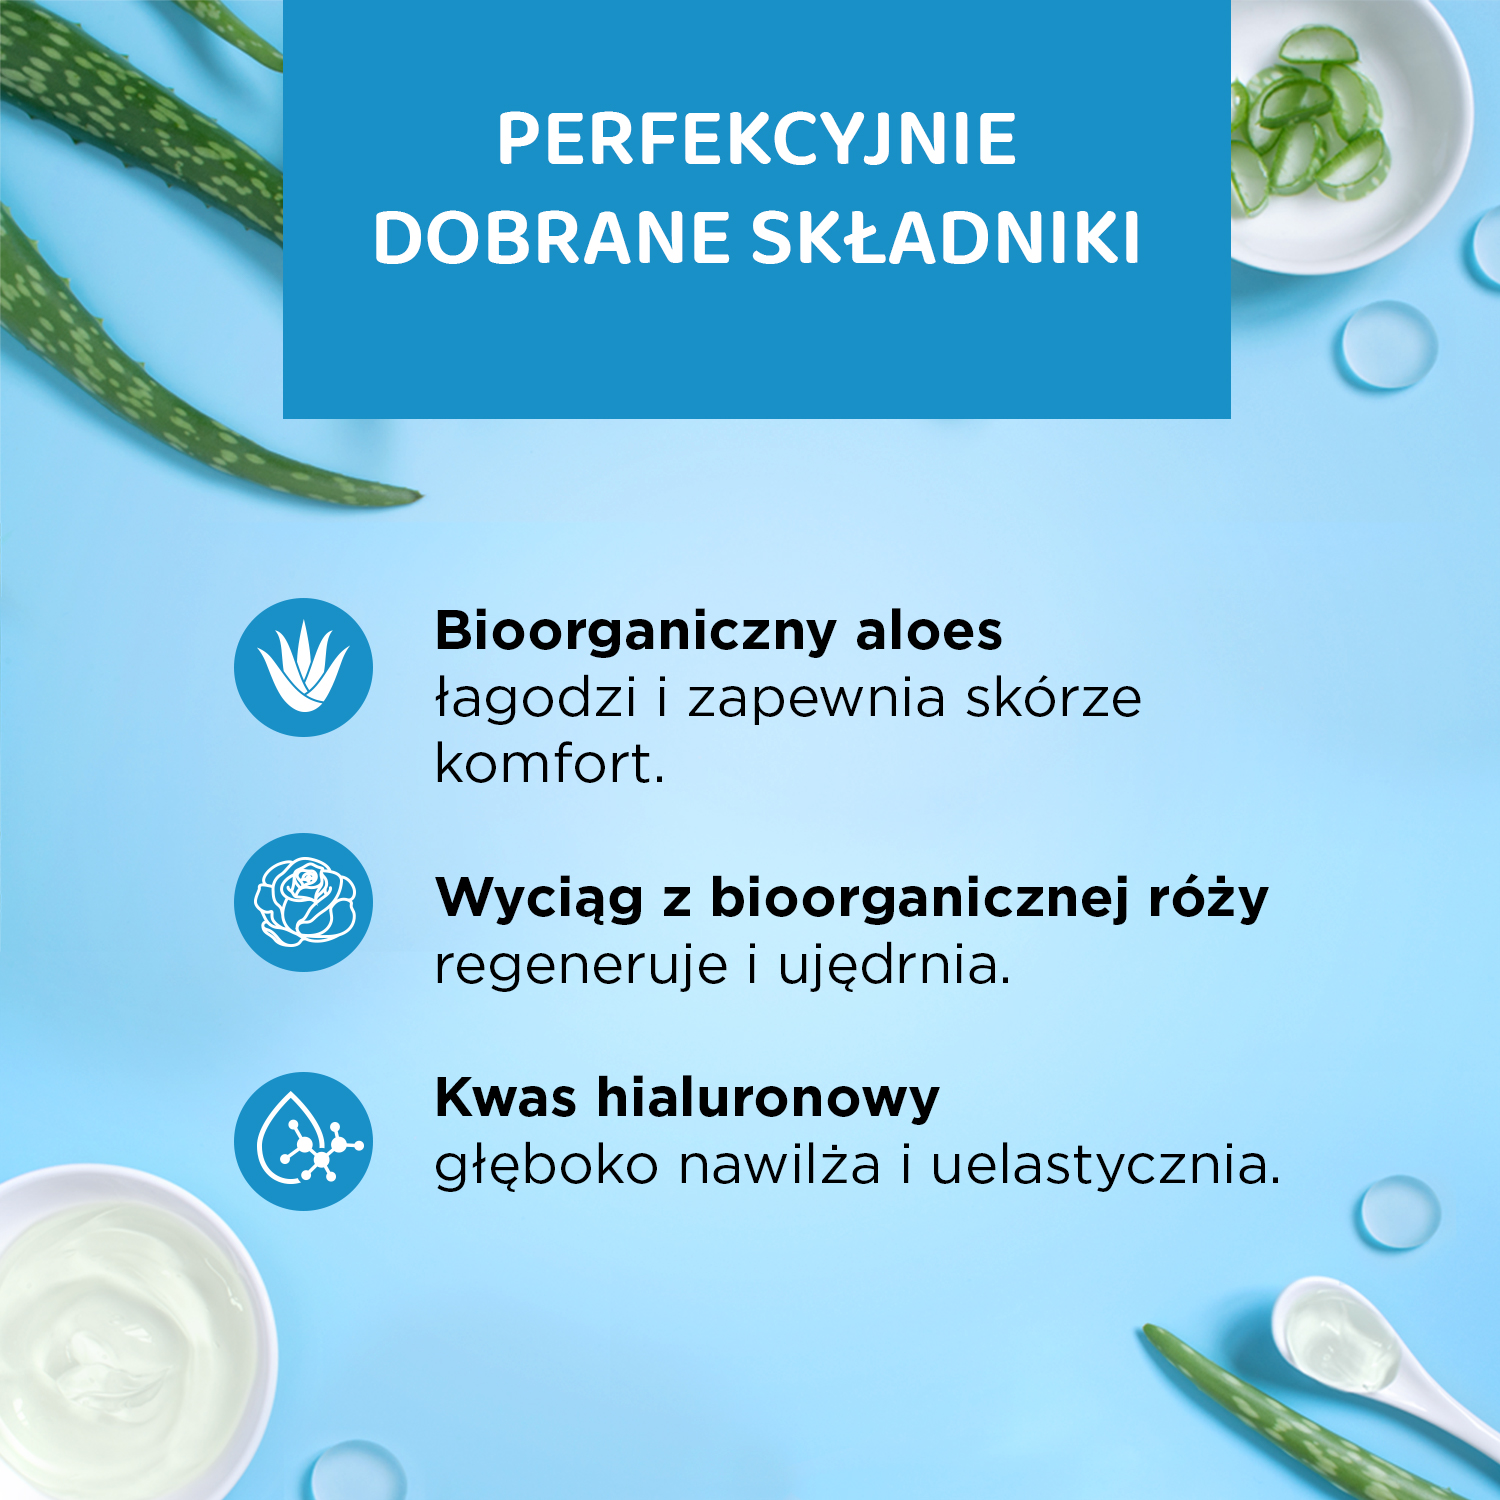 PERFEKCYJNIE
DOBRANE SKŁADNIKI
Bioorganiczny aloes
łagodzi i zapewnia skórze
komfort.
Wyciąg z bioorganicznej róży
regeneruje i ujędrnia.
Kwas hialuronowy
głęboko nawilża i uelastycznia.